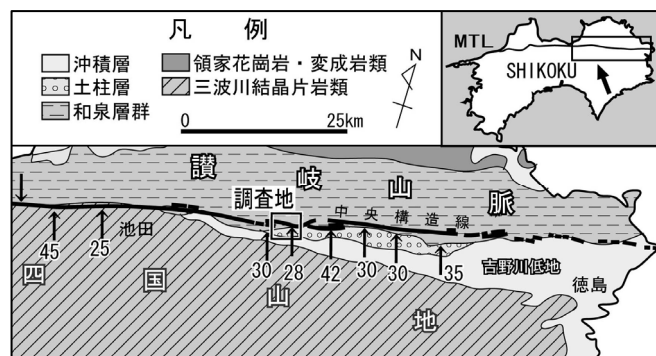 凡 例
沖積層
土柱層
和泉層群
領家花崗岩・変成岩類
三波川結晶片岩類
N
0 25km
MTL
SHIKOKU
讃岐山脈
調査地
中央構造線
池田
45 25 30 28 42 30 30 35
吉野川低地
徳島
四国山地